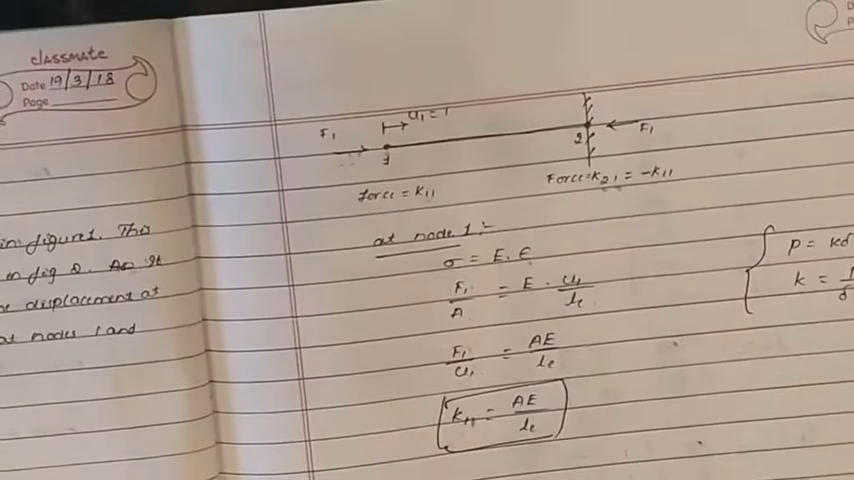 classmate
Date 19/3/18
Page
in figure 1. This
in fig 2. As it
displacement at
at nodes 1 and
F₁
u₁ = 1
1
2
F₁
force = k₁₁
Force = k₂₁ = -k₁₁
at node 1 :-
σ = E. ϵ
F₁/A = E . u₁/le
F₁/u₁ = AE/le
k₁₁ = AE/le
P = kδ
k =